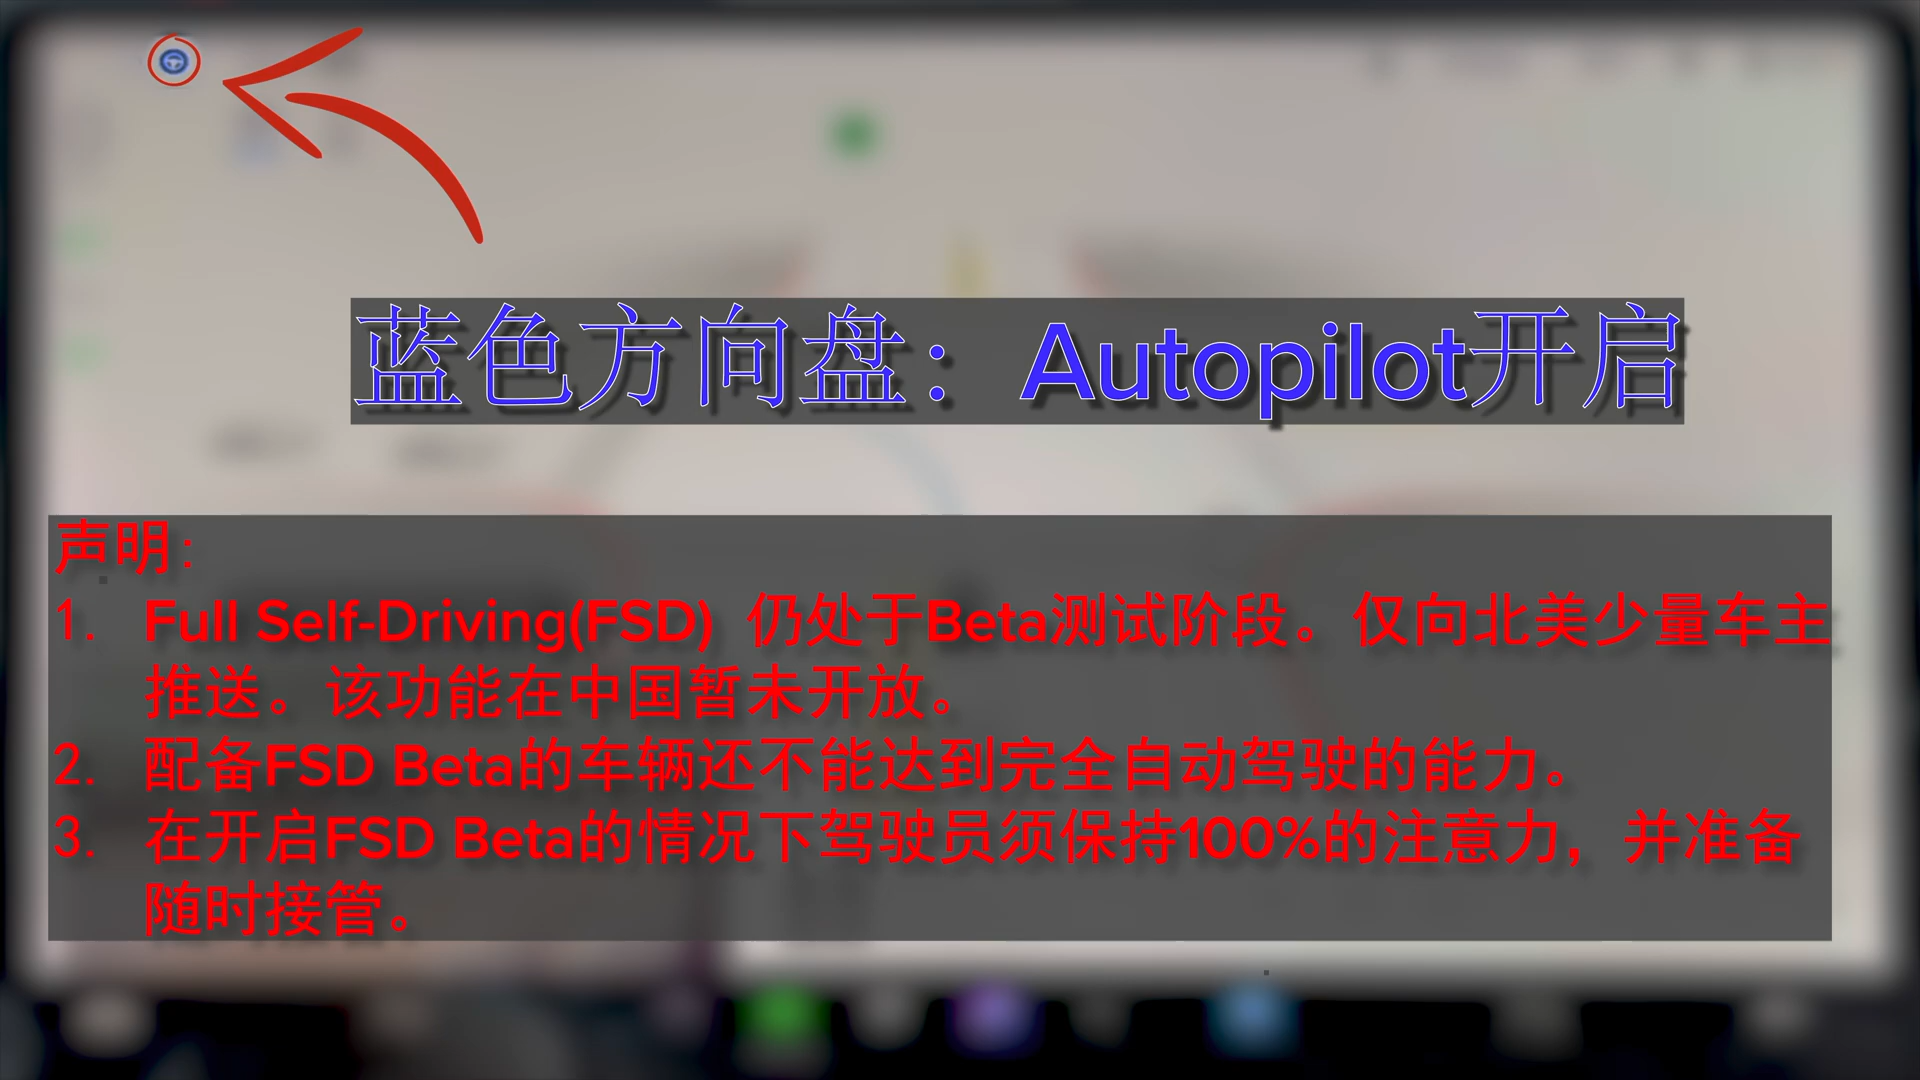 蓝色方向盘：Autopilot开启
声明：
1. Full Self-Driving(FSD) 仍处于Beta测试阶段。仅向北美少量车主
推送。该功能在中国暂未开放。
2. 配备FSD Beta的车辆还不能达到完全自动驾驶的能力。
3. 在开启FSD Beta的情况下驾驶员须保持100%的注意力，并准备
随时接管。